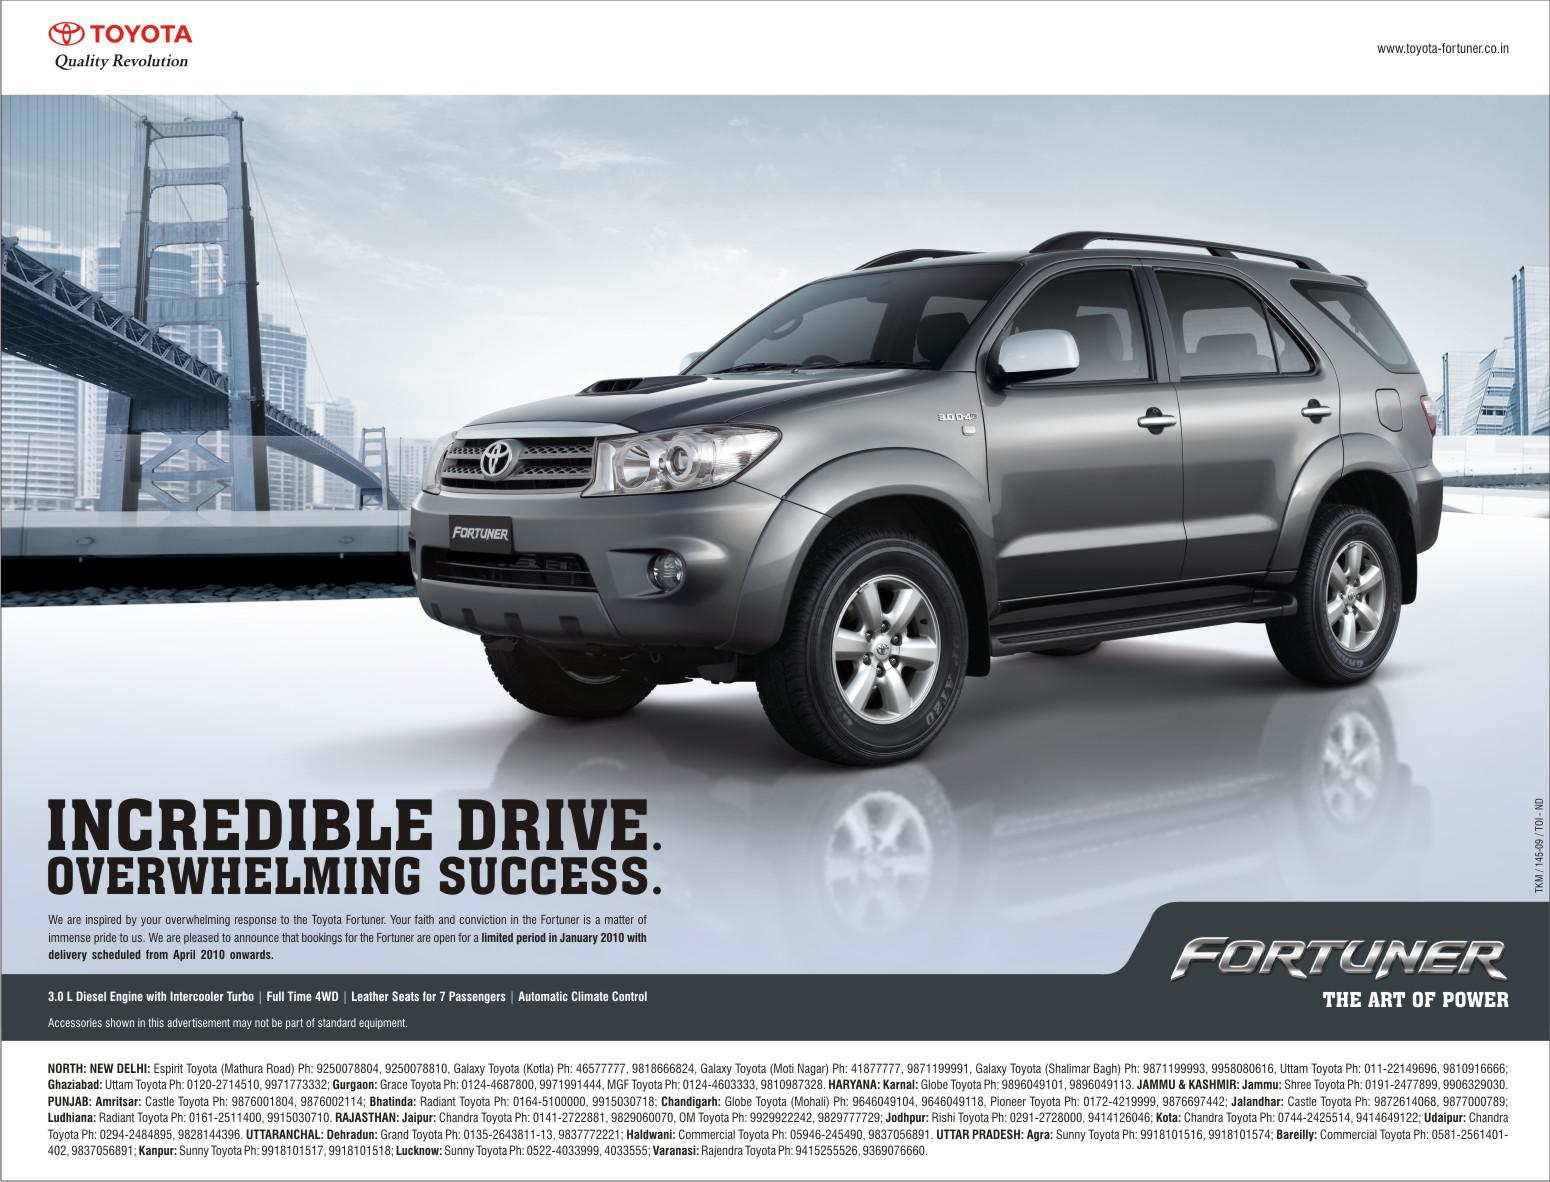 TOYOTA
Quality Revolution
www.toyota-fortuner.co.in
3.0 D-4D
FORTUNER
INCREDIBLE DRIVE.
OVERWHELMING SUCCESS.
We are inspired by your overwhelming response to the Toyota Fortuner. Your faith and conviction in the Fortuner is a matter of
immense pride to us. We are pleased to announce that bookings for the Fortuner are open for a limited period in January 2010 with
delivery scheduled from April 2010 onwards.
TKM / 145-09 / TOI - ND
FORTUNER
THE ART OF POWER
3.0 L Diesel Engine with Intercooler Turbo | Full Time 4WD | Leather Seats for 7 Passengers | Automatic Climate Control
Accessories shown in this advertisement may not be part of standard equipment.
NORTH: NEW DELHI: Espirit Toyota (Mathura Road) Ph: 9250078804, 9250078810, Galaxy Toyota (Kotla) Ph: 46577777, 9818666824, Galaxy Toyota (Moti Nagar) Ph: 41877777, 9871199991, Galaxy Toyota (Shalimar Bagh) Ph: 9871199993, 9958080616, Uttam Toyota Ph: 011-22149696, 9810916666;
Ghaziabad: Uttam Toyota Ph: 0120-2714510, 9971773332; Gurgaon: Grace Toyota Ph: 0124-4687800, 9971991444, MGF Toyota Ph: 0124-4603333, 9810987328. HARYANA: Karnal: Globe Toyota Ph: 9896049101, 9896049113. JAMMU & KASHMIR: Jammu: Shree Toyota Ph: 0191-2477899, 9906329030.
PUNJAB: Amritsar: Castle Toyota Ph: 9876001804, 9876002114; Bhatinda: Radiant Toyota Ph: 0164-5100000, 9915030718; Chandigarh: Globe Toyota (Mohali) Ph: 9646049104, 9646049118, Pioneer Toyota Ph: 0172-4219999, 9876697442; Jalandhar: Castle Toyota Ph: 9872614068, 9877000789;
Ludhiana: Radiant Toyota Ph: 0161-2511400, 9915030710. RAJASTHAN: Jaipur: Chandra Toyota Ph: 0141-2722881, 9829060070, OM Toyota Ph: 9929922242, 9829777729; Jodhpur: Rishi Toyota Ph: 0291-2728000, 9414126046; Kota: Chandra Toyota Ph: 0744-2425514, 9414649122; Udaipur: Chandra
Toyota Ph: 0294-2484895, 9828144396. UTTARANCHAL: Dehradun: Grand Toyota Ph: 0135-2643811-13, 9837772221; Haldwani: Commercial Toyota Ph: 05946-245490, 9837056891. UTTAR PRADESH: Agra: Sunny Toyota Ph: 9918101516, 9918101574; Bareilly: Commercial Toyota Ph: 0581-2561401-
402, 9837056891; Kanpur: Sunny Toyota Ph: 9918101517, 9918101518; Lucknow: Sunny Toyota Ph: 0522-4033999, 4033555; Varanasi: Rajendra Toyota Ph: 9415255526, 9369076660.